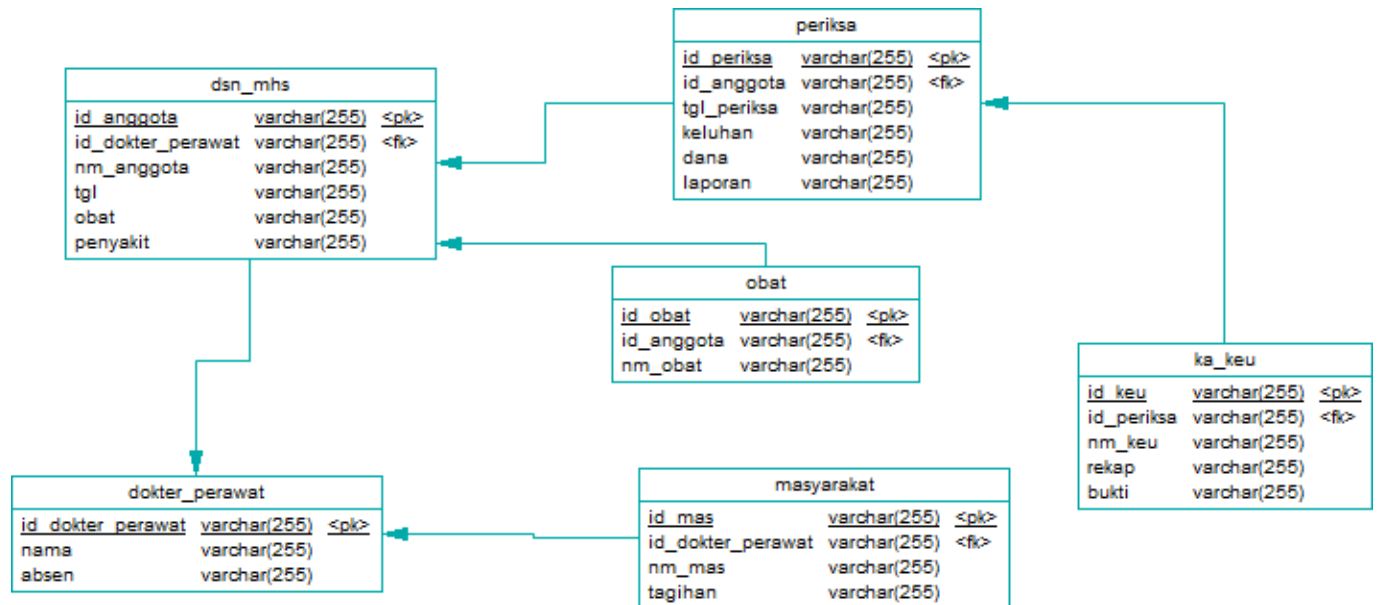 periksa
id_periksa varchar(255) <pk>
id_anggota varchar(255) <fk>
tgl_periksa varchar(255)
keluhan varchar(255)
dana varchar(255)
laporan varchar(255)
dsn_mhs
id_anggota varchar(255) <pk>
id_dokter_perawat varchar(255) <fk>
nm_anggota varchar(255)
tgl varchar(255)
obat varchar(255)
penyakit varchar(255)
obat
id_obat varchar(255) <pk>
id_anggota varchar(255) <fk>
nm_obat varchar(255)
ka_keu
id_keu varchar(255) <pk>
id_periksa varchar(255) <fk>
nm_keu varchar(255)
rekap varchar(255)
bukti varchar(255)
dokter_perawat
id_dokter_perawat varchar(255) <pk>
nama varchar(255)
absen varchar(255)
masyarakat
id_mas varchar(255) <pk>
id_dokter_perawat varchar(255) <fk>
nm_mas varchar(255)
tagihan varchar(255)